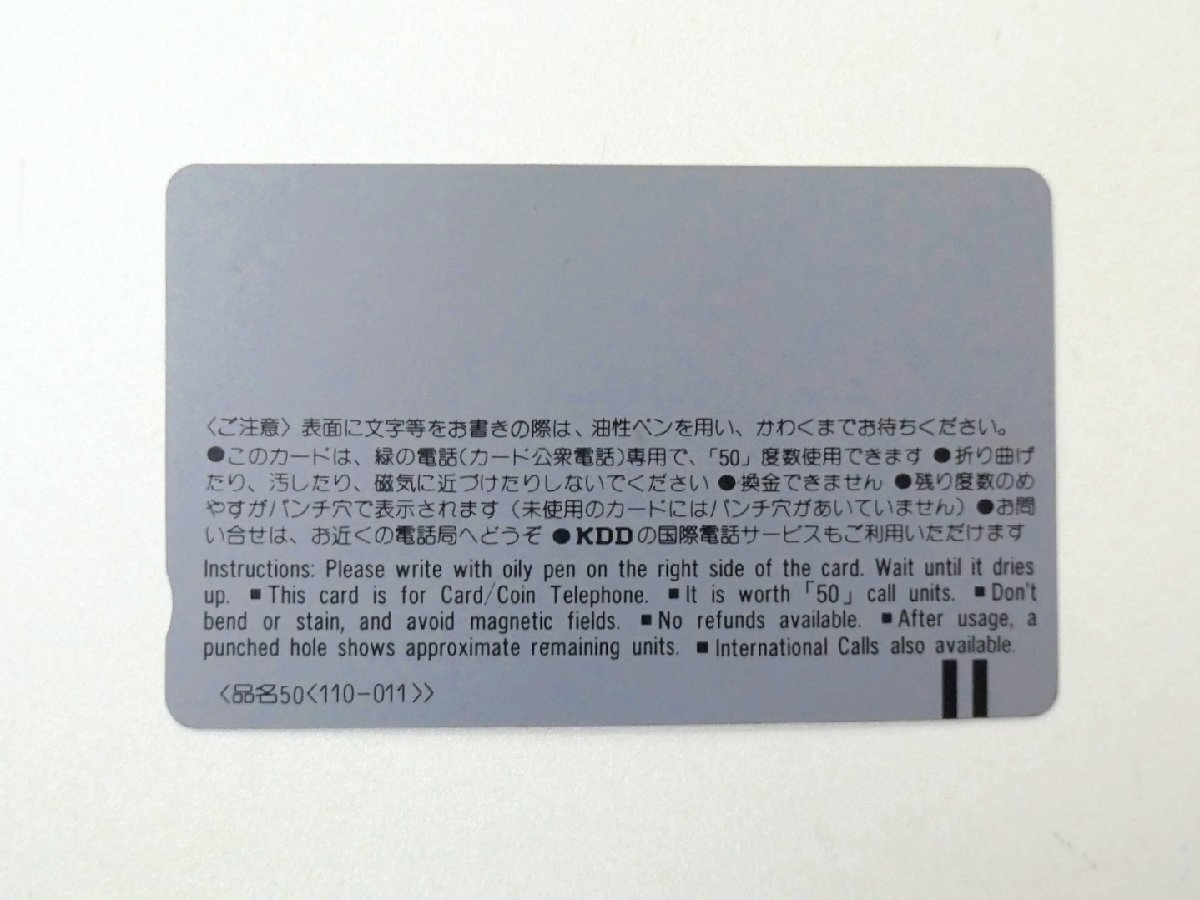 〈ご注意〉表面に文字等をお書きの際は、油性ペンを用い、かわくまでお待ちください。
●このカードは、緑の電話(カード公衆電話)専用で、「50」度数使用できます ●折り曲げ
たり、汚したり、磁気に近づけたりしないでください ●換金できません ●残り度数のめ
やすがパンチ穴で表示されます(未使用のカードにはパンチ穴があいていません) ●お問
い合せは、お近くの電話局へどうぞ ●KDDの国際電話サービスもご利用いただけます
Instructions: Please write with oily pen on the right side of the card. Wait until it dries
up. ■This card is for Card/Coin Telephone. ■It is worth「50」call units. ■Don't
bend or stain, and avoid magnetic fields. ■No refunds available. ■After usage, a
punched hole shows approximate remaining units. ■International Calls also available.
〈品名50〈110-011〉〉